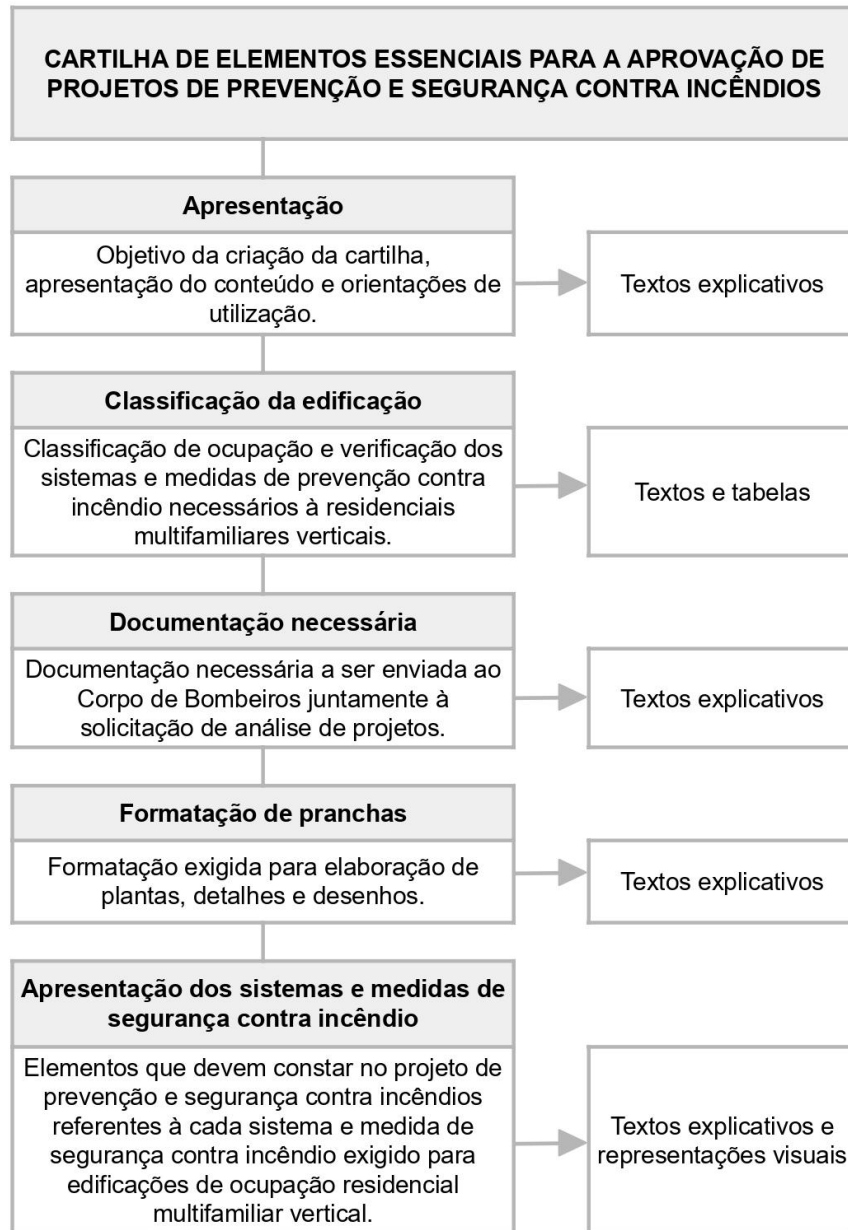 CARTILHA DE ELEMENTOS ESSENCIAIS PARA A APROVAÇÃO DE
PROJETOS DE PREVENÇÃO E SEGURANÇA CONTRA INCÊNDIOS
Apresentação
Objetivo da criação da cartilha,
apresentação do conteúdo e orientações de
utilização.
Textos explicativos
Classificação da edificação
Classificação de ocupação e verificação dos
sistemas e medidas de prevenção contra
incêndio necessários à residenciais
multifamiliares verticais.
Textos e tabelas
Documentação necessária
Documentação necessária a ser enviada ao
Corpo de Bombeiros juntamente à
solicitação de análise de projetos.
Textos explicativos
Formatação de pranchas
Formatação exigida para elaboração de
plantas, detalhes e desenhos.
Textos explicativos
Apresentação dos sistemas e medidas de
segurança contra incêndio
Elementos que devem constar no projeto de
prevenção e segurança contra incêndios
referentes à cada sistema e medida de
segurança contra incêndio exigido para
edificações de ocupação residencial
multifamiliar vertical.
Textos explicativos e
representações visuais